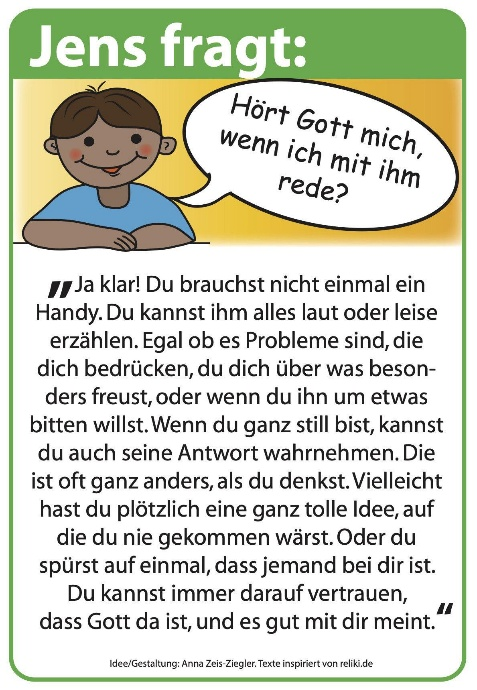 Jens fragt:
Hört Gott mich,
wenn ich mit ihm
rede?
„Ja klar! Du brauchst nicht einmal ein
Handy. Du kannst ihm alles laut oder leise
erzählen. Egal ob es Probleme sind, die
dich bedrücken, du dich über was beson-
ders freust, oder wenn du ihn um etwas
bitten willst. Wenn du ganz still bist, kannst
du auch seine Antwort wahrnehmen. Die
ist oft ganz anders, als du denkst. Vielleicht
hast du plötzlich eine ganz tolle Idee, auf
die du nie gekommen wärst. Oder du
spürst auf einmal, dass jemand bei dir ist.
Du kannst immer darauf vertrauen,
dass Gott da ist, und es gut mit dir meint.“
Idee/Gestaltung: Anna Zeis-Ziegler. Texte inspiriert von reliki.de